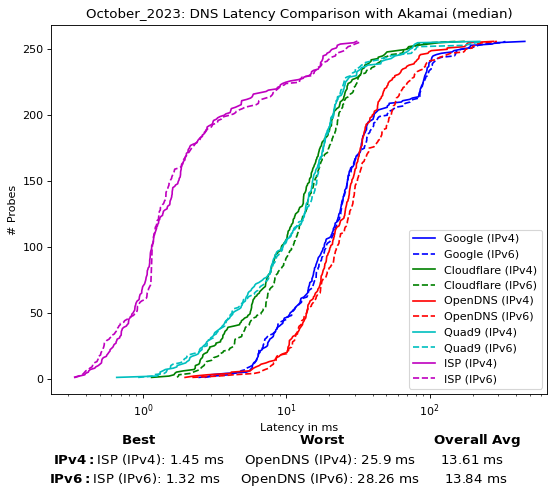 October_2023: DNS Latency Comparison with Akamai (median)
250
200
150
100
50
0
# Probes
Google (IPv4)
Google (IPv6)
Cloudflare (IPv4)
Cloudflare (IPv6)
OpenDNS (IPv4)
OpenDNS (IPv6)
Quad9 (IPv4)
Quad9 (IPv6)
ISP (IPv4)
ISP (IPv6)
10⁰ 10¹ 10²
Latency in ms
Best Worst Overall Avg
IPv4: ISP (IPv4): 1.45 ms OpenDNS (IPv4): 25.9 ms 13.61 ms
IPv6: ISP (IPv6): 1.32 ms OpenDNS (IPv6): 28.26 ms 13.84 ms